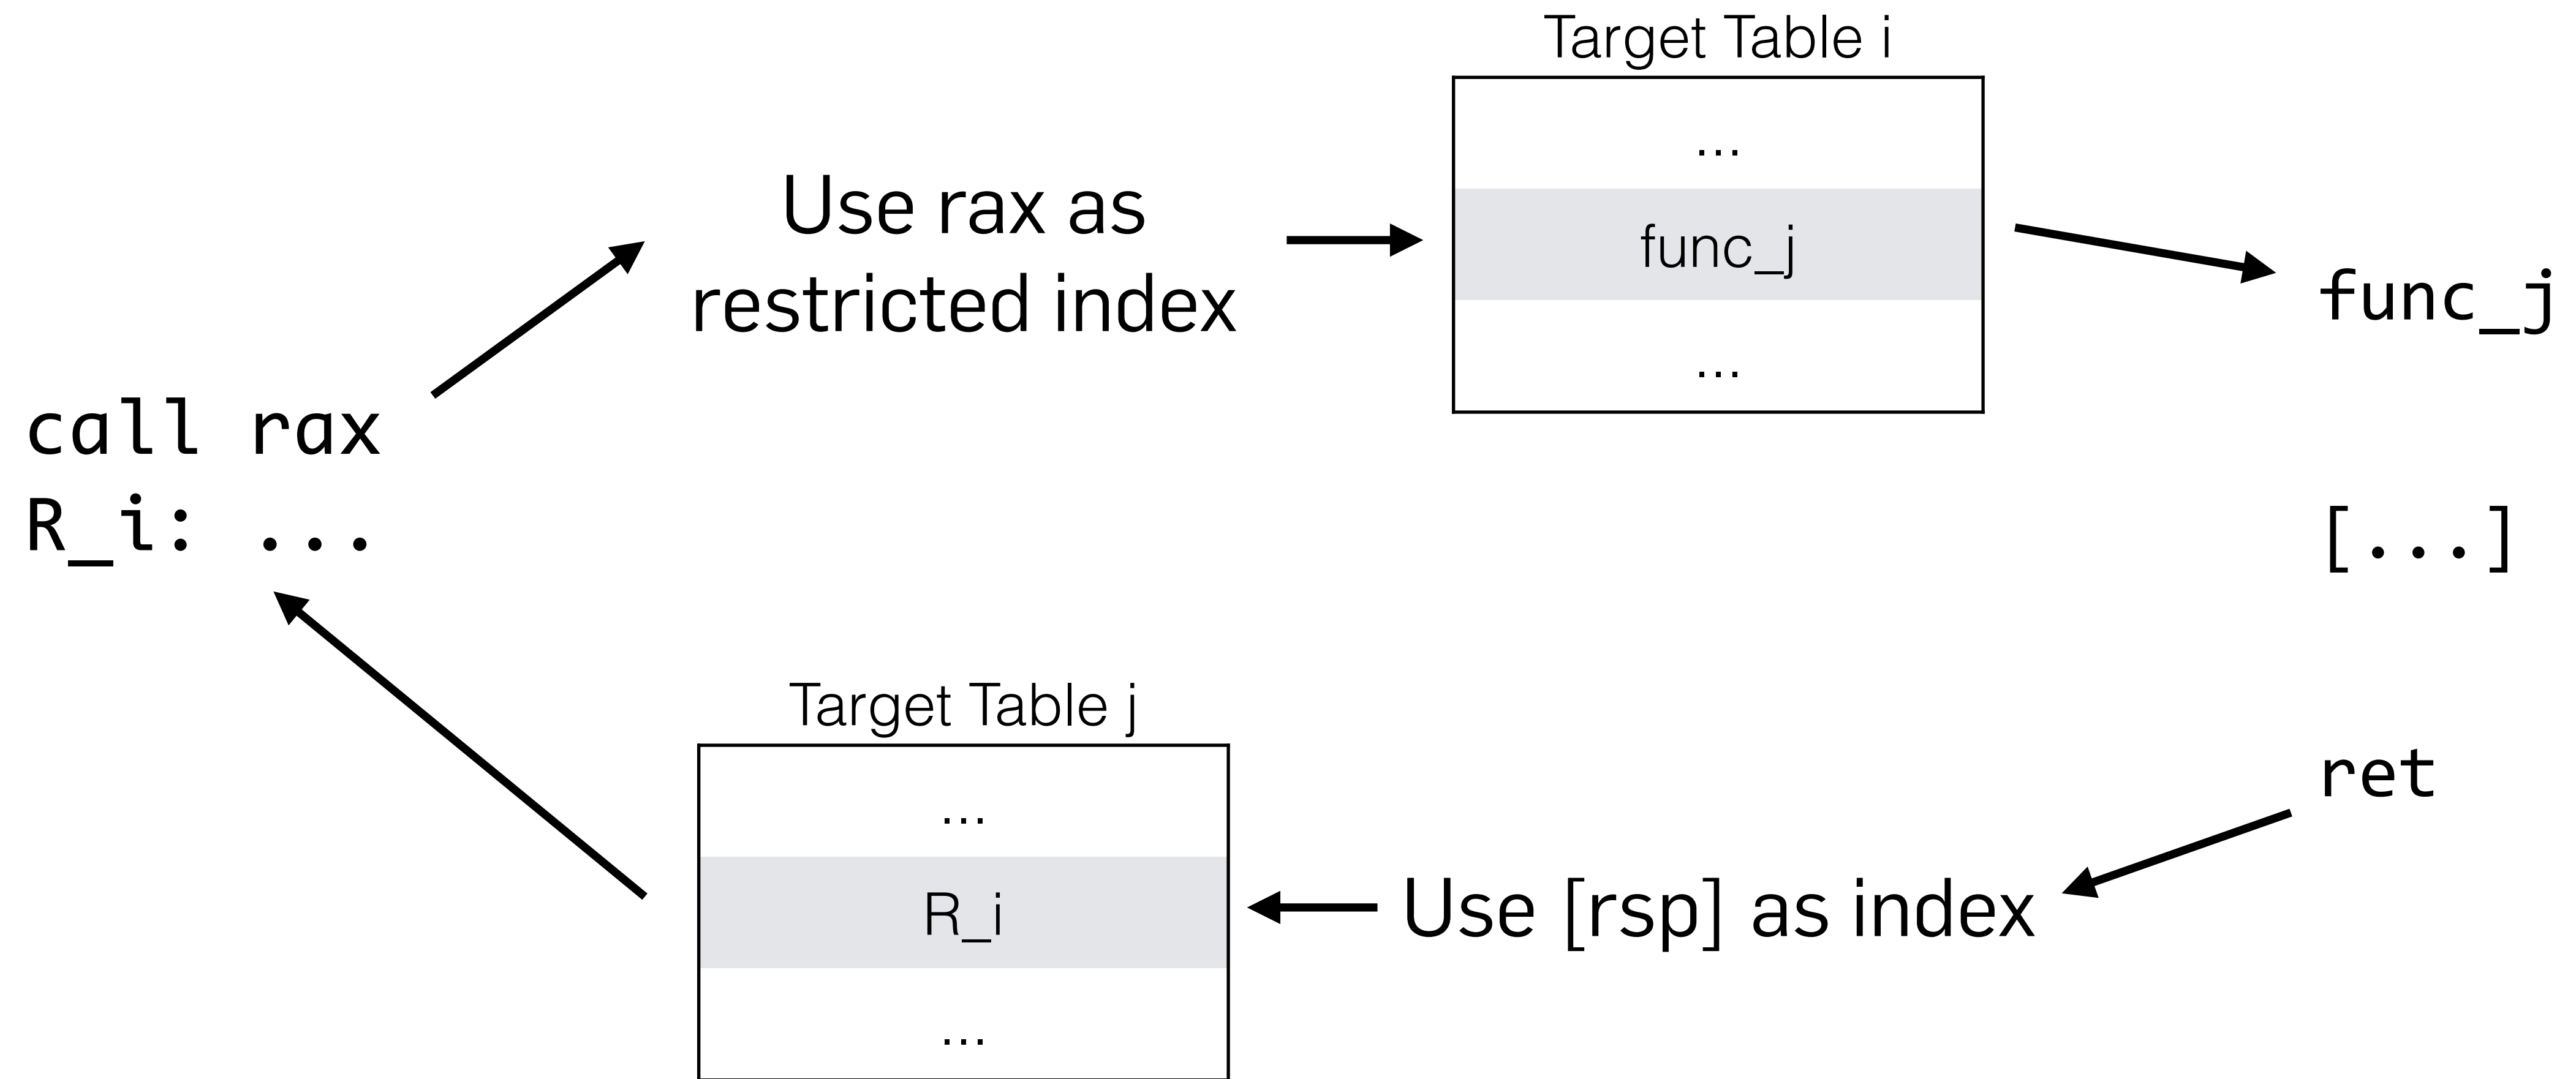 Target Table i
...
func_j
...
Use rax as
restricted index
func_j
call rax
R_i: ...
[...]
Target Table j
...
R_i
...
Use [rsp] as index
ret